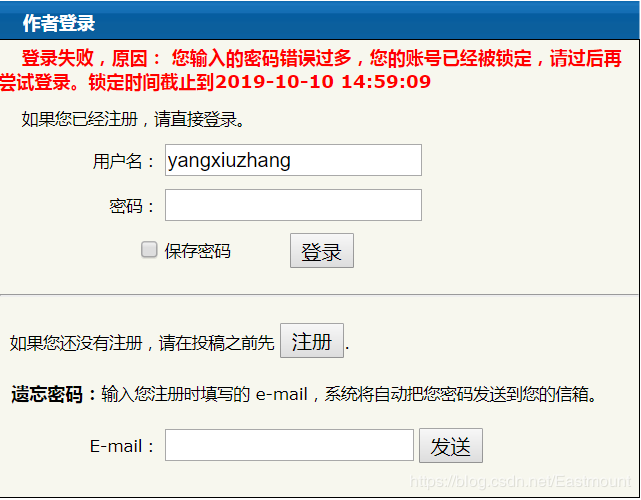 作者登录
登录失败，原因： 您输入的密码错误过多，您的账号已经被锁定，请过后再
尝试登录。锁定时间截止到2019-10-10 14:59:09
如果您已经注册，请直接登录。
用户名： yangxiuzhang
密码：
保存密码 登录
如果您还没有注册，请在投稿之前先 注册 .
遗忘密码：输入您注册时填写的 e-mail，系统将自动把您密码发送到您的信箱。
E-mail： 发送
https://blog.csdn.net/Eastmount